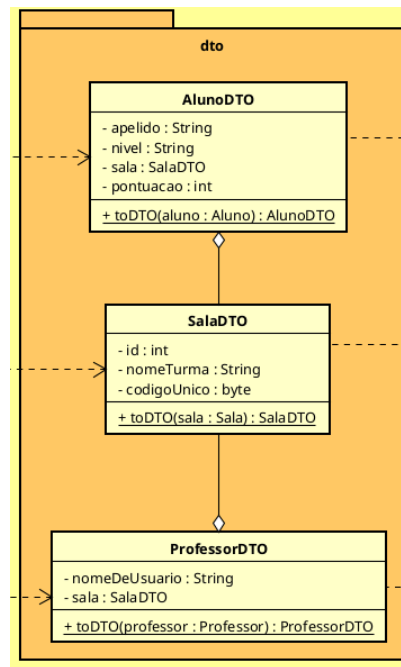 dto
AlunoDTO
- apelido : String
- nivel : String
- sala : SalaDTO
- pontuacao : int
+ toDTO(aluno : Aluno) : AlunoDTO
SalaDTO
- id : int
- nomeTurma : String
- codigoUnico : byte
+ toDTO(sala : Sala) : SalaDTO
ProfessorDTO
- nomeDeUsuario : String
- sala : SalaDTO
+ toDTO(professor : Professor) : ProfessorDTO